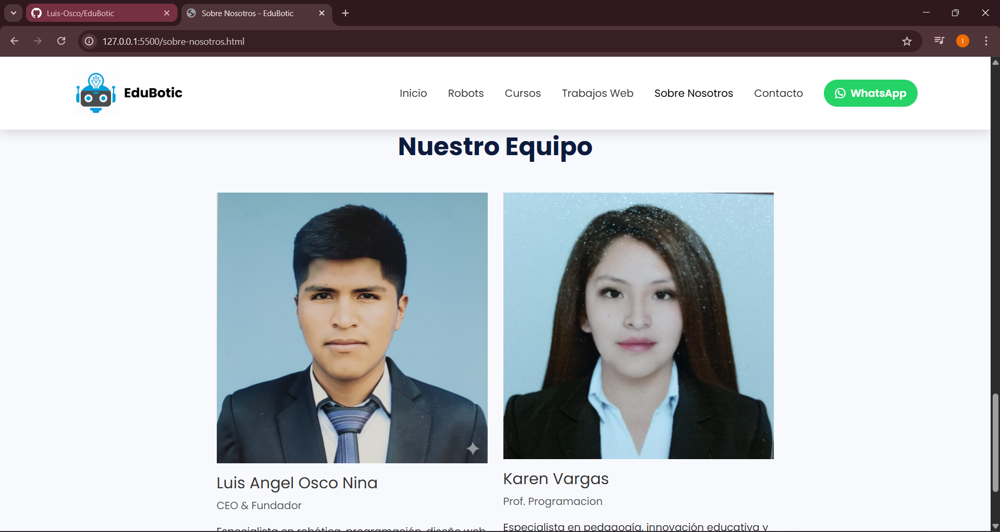 Luis-Osco/EduBotic
Sobre Nosotros - EduBotic
127.0.0.1:5500/sobre-nosotros.html
I
EduBotic
Inicio
Robots
Cursos
Trabajos Web
Sobre Nosotros
Contacto
WhatsApp
Nuestro Equipo
Luis Angel Osco Nina
CEO & Fundador
Especialista en robótica, programación, diseño web
Karen Vargas
Prof. Programacion
Especialista en pedagogía, innovación educativa y